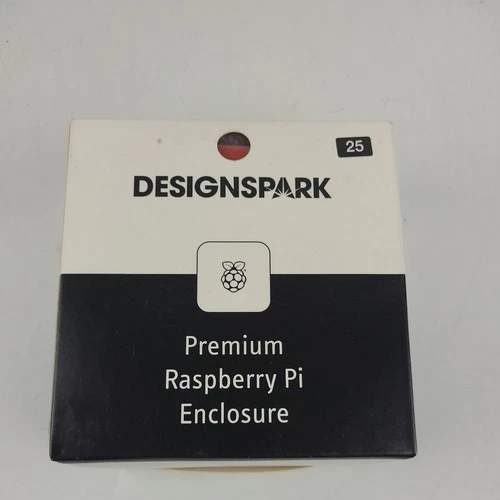 25
DESIGNSPARK
Premium
Raspberry Pi
Enclosure